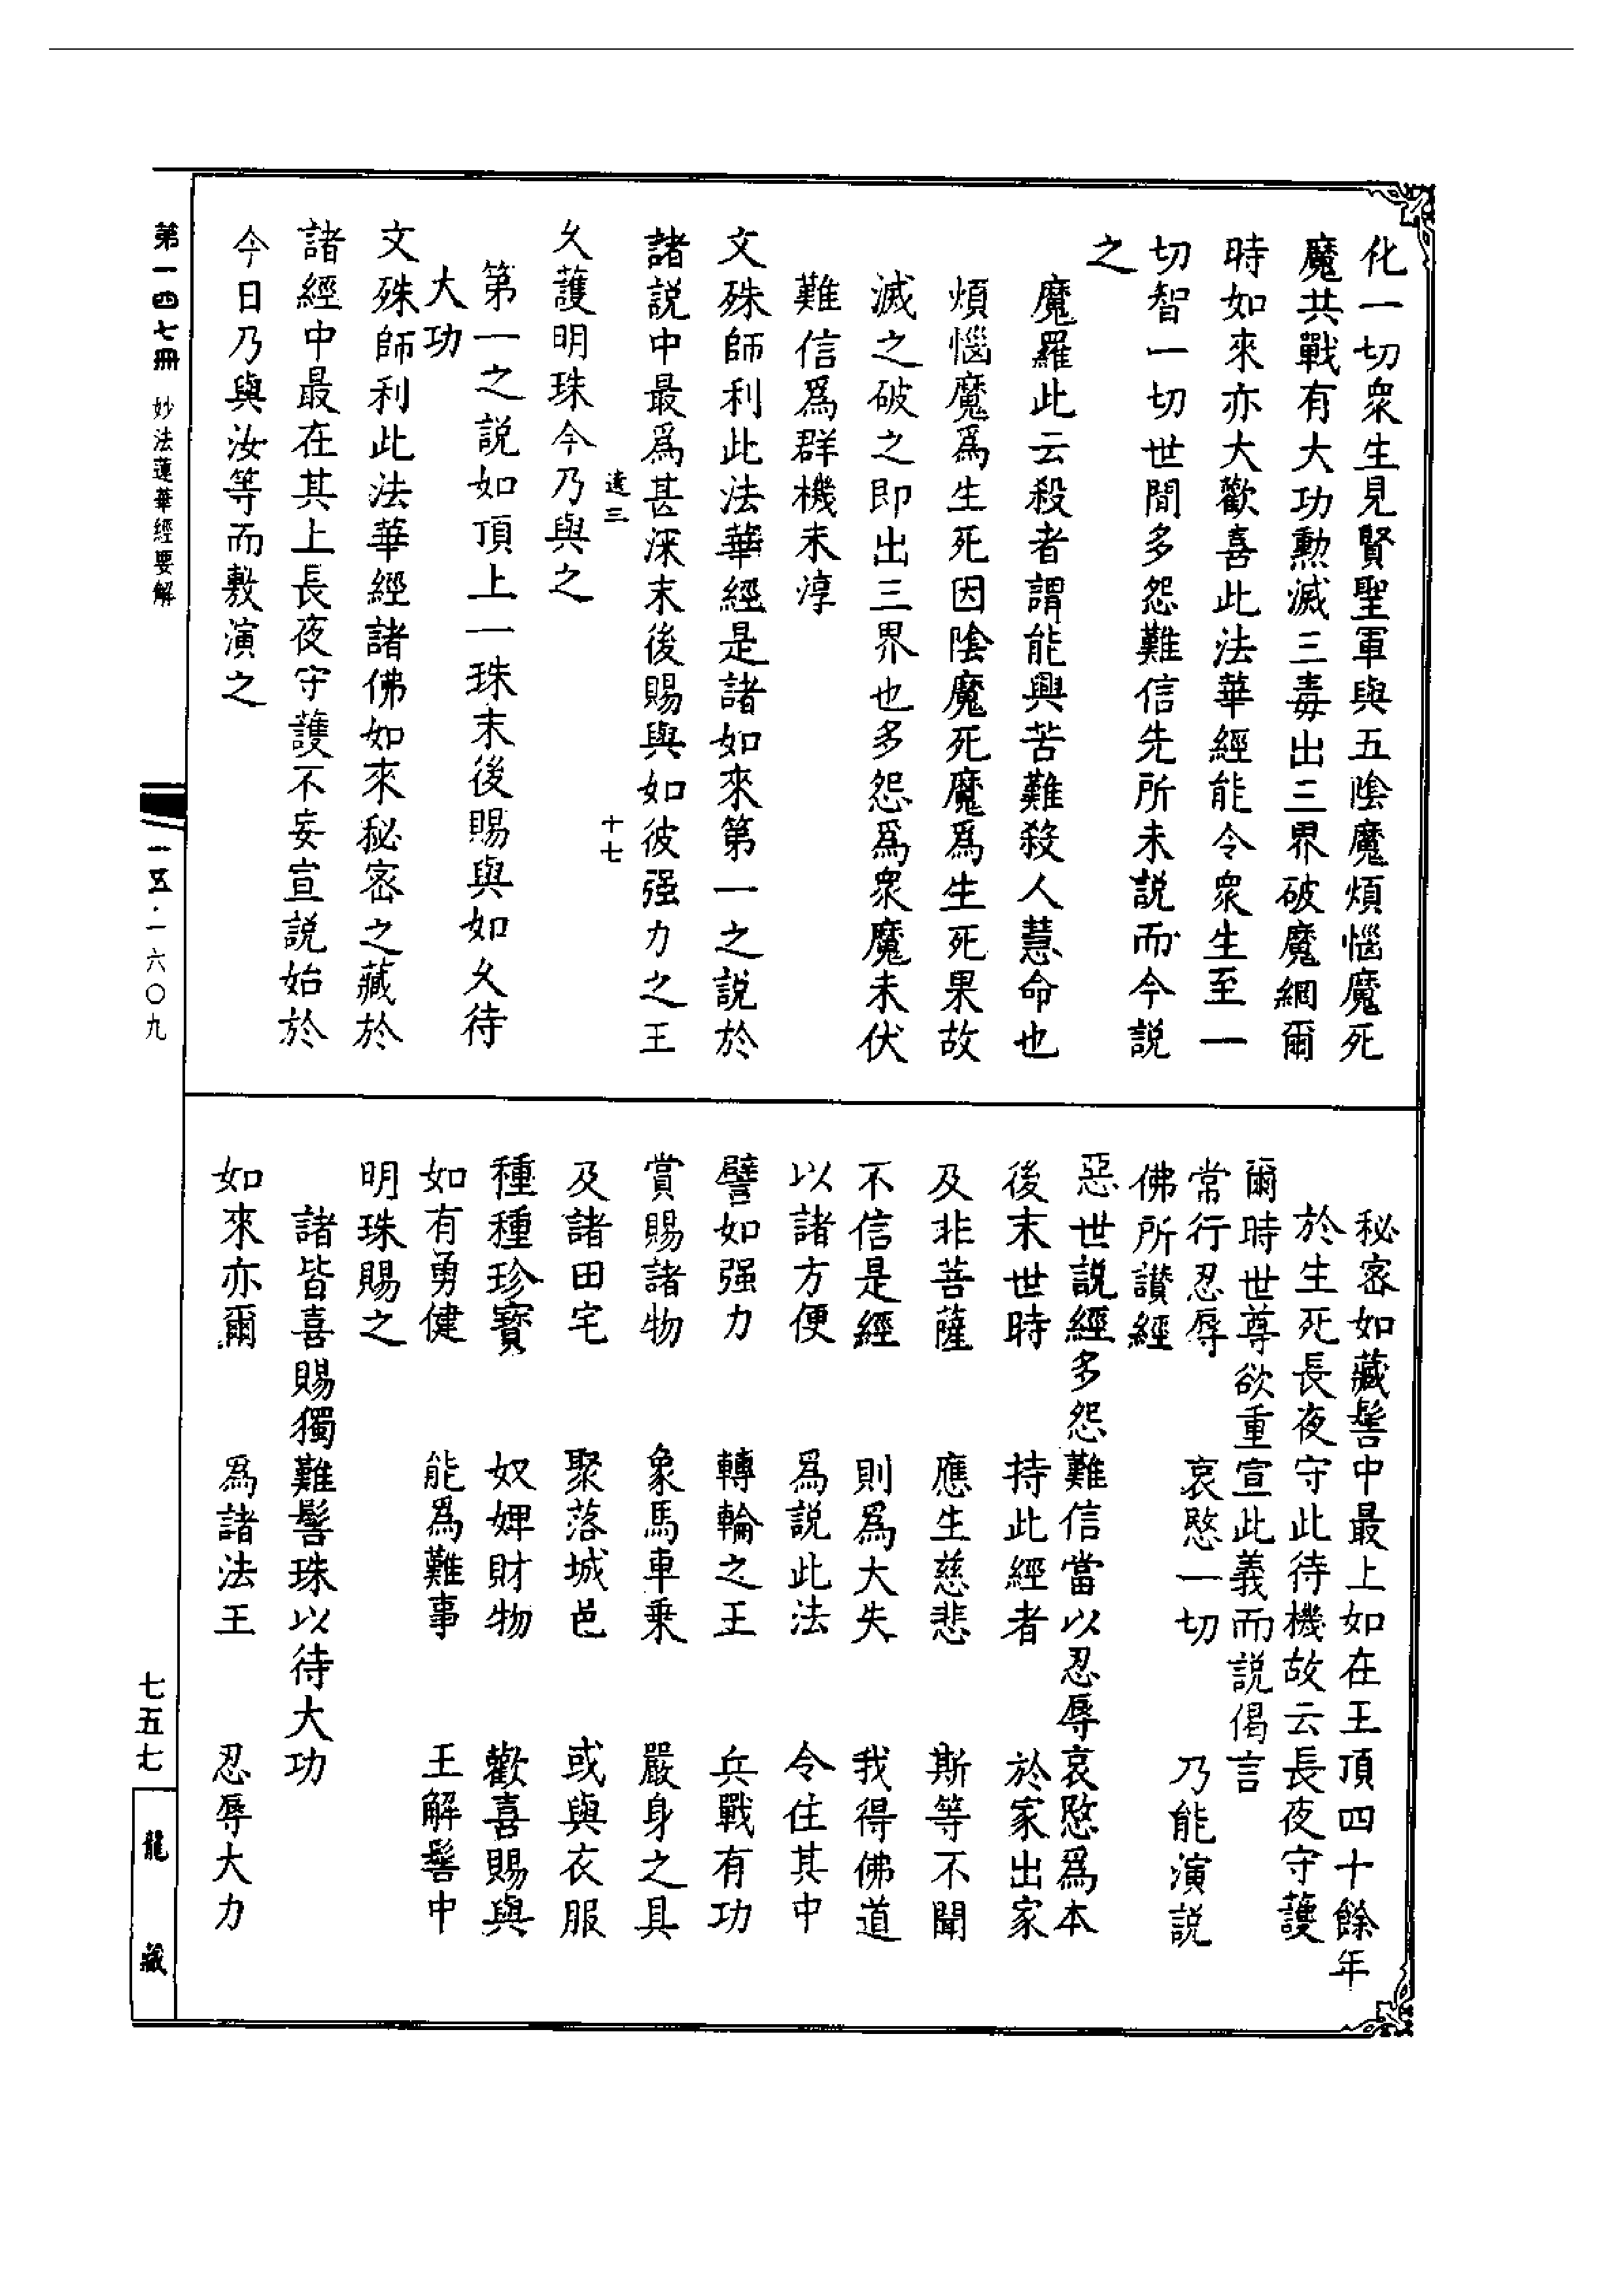 化一切衆生見賢聖軍與五陰魔煩惱魔死
魔共戰有大功勲滅三毒出三界破魔網爾
時如來亦大歡喜此法華經能令衆生至一
切智一切世間多怨難信先所未説而今説
之
魔羅此云殺者謂能興苦難殺人慧命也
煩惱魔爲生死因陰魔死魔爲生死果故
滅之破之即出三界也多怨爲衆魔未伏
難信爲群機未淳
文殊師利此法華經是諸如來第一之説於
諸説中最爲甚深末後賜與如彼强力之王
遠三
十七
久護明珠今乃與之
第一之説如頂上一珠末後賜與如久待
大功
文殊師利此法華經諸佛如來秘密之藏於
諸經中最在其上長夜守護不妄宣説始於
今日乃與汝等而敷演之
秘密如藏髻中最上如在王頂四十餘年
於生死長夜守此待機故云長夜守護
爾時世尊欲重宣此義而説偈言
常行忍辱　哀愍一切　乃能演説
佛所讃經
惡世説經多怨難信當以忍辱哀愍爲本
後末世時　持此經者　於家出家
及非菩薩　應生慈悲　斯等不聞
不信是經　則爲大失　我得佛道
以諸方便　爲説此法　令住其中
譬如强力　轉輪之王　兵戰有功
賞賜諸物　象馬車乗　嚴身之具
及諸田宅　聚落城邑　或與衣服
種種珍寳　奴婢財物　歡喜賜與
如有勇健　能爲難事　王解髻中
明珠賜之
諸皆喜賜獨難髻珠以待大功
如來亦爾　爲諸法王　忍辱大力
第一四七冊　妙法蓮華經要解
一五·一六〇九
七五七
龍藏